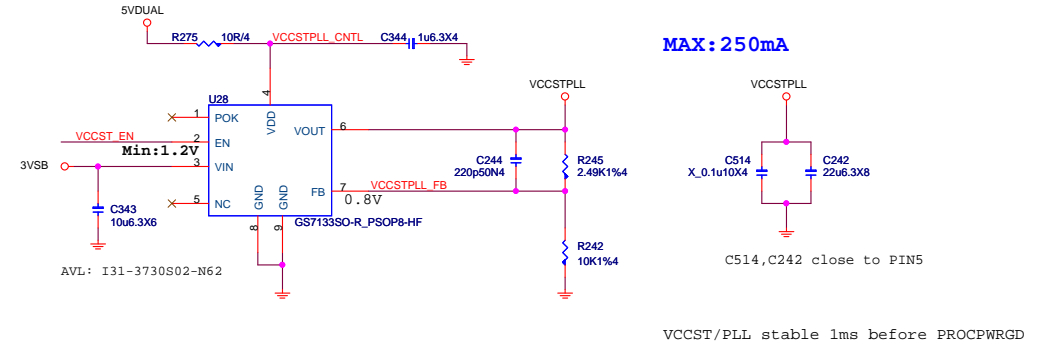 5VDUAL
R275 10R/4 VCCSTPLL_CNTL C344 1u6.3X4
MAX:250mA
VCCSTPLL
VCCSTPLL
U28
4
1 POK VDD VOUT 6
VCCST_EN 2 EN
Min:1.2V
3VSB 3 VIN
C244
220p50N4
R245
2.49K1%4
C514
X_0.1u10X4
C242
22u6.3X8
5 NC GND GND FB 7 VCCSTPLL_FB
0.8V
C343
10u6.3X6
8 9
GS7133SO-R_PSOP8-HF
R242
10K1%4
AVL: I31-3730S02-N62
C514,C242 close to PIN5
VCCST/PLL stable 1ms before PROCPWRGD